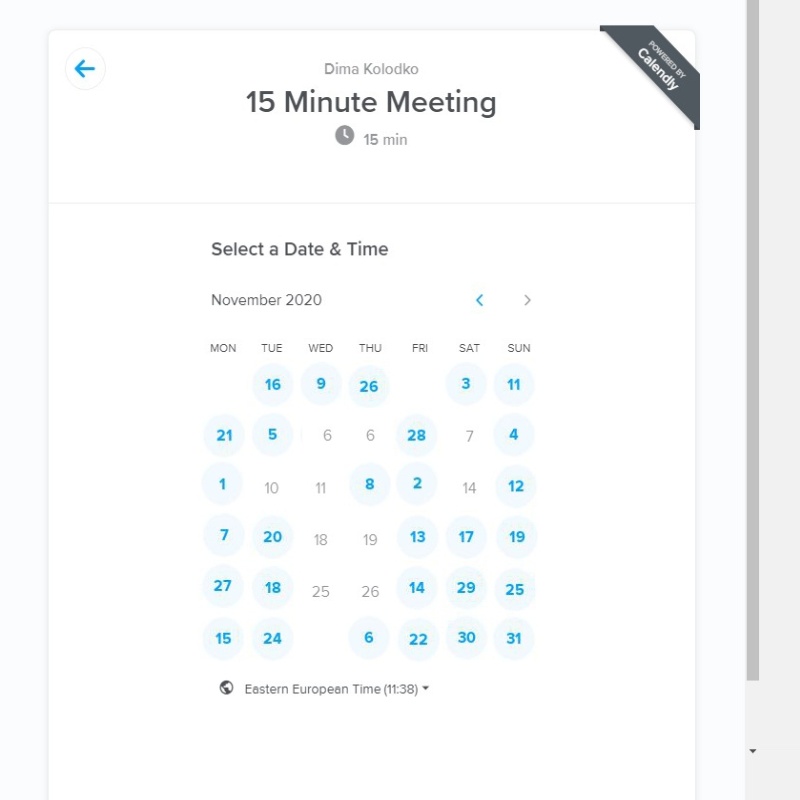 Dima Kolodko
POWERED BY
Calendly
15 Minute Meeting
15 min
Select a Date & Time
November 2020
MON TUE WED THU FRI SAT SUN
16 9 26 3 11
21 5 6 6 28 7 4
1 10 11 8 2 14 12
7 20 18 19 13 17 19
27 18 25 26 14 29 25
15 24 6 22 30 31
Eastern European Time (11:38)